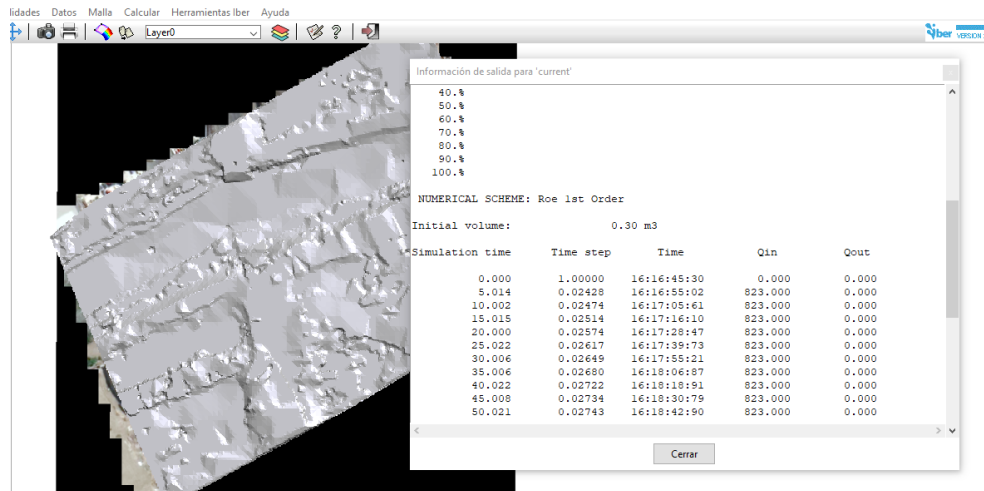 lidades Datos Malla Calcular Herramientas Iber Ayuda
Layer0
Iber VERSION
Información de salida para 'current'
40.%
50.%
60.%
70.%
80.%
90.%
100.%
NUMERICAL SCHEME: Roe 1st Order
Initial volume: 0.30 m3
Simulation time Time step Time Qin Qout
0.000 1.00000 16:16:45:30 0.000 0.000
5.014 0.02428 16:16:55:02 823.000 0.000
10.002 0.02474 16:17:05:61 823.000 0.000
15.015 0.02514 16:17:16:10 823.000 0.000
20.000 0.02574 16:17:28:47 823.000 0.000
25.022 0.02617 16:17:39:73 823.000 0.000
30.006 0.02649 16:17:55:21 823.000 0.000
35.006 0.02680 16:18:06:87 823.000 0.000
40.022 0.02722 16:18:18:91 823.000 0.000
45.008 0.02734 16:18:30:79 823.000 0.000
50.021 0.02743 16:18:42:90 823.000 0.000
Cerrar